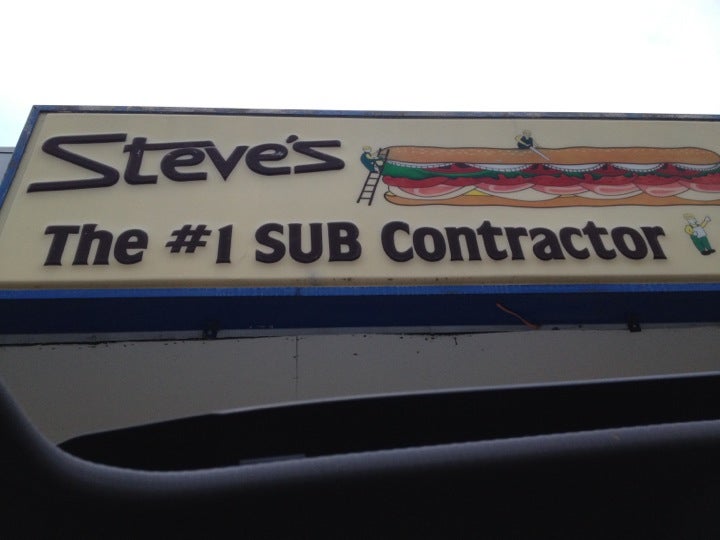 Steve's
The #1 SUB Contractor